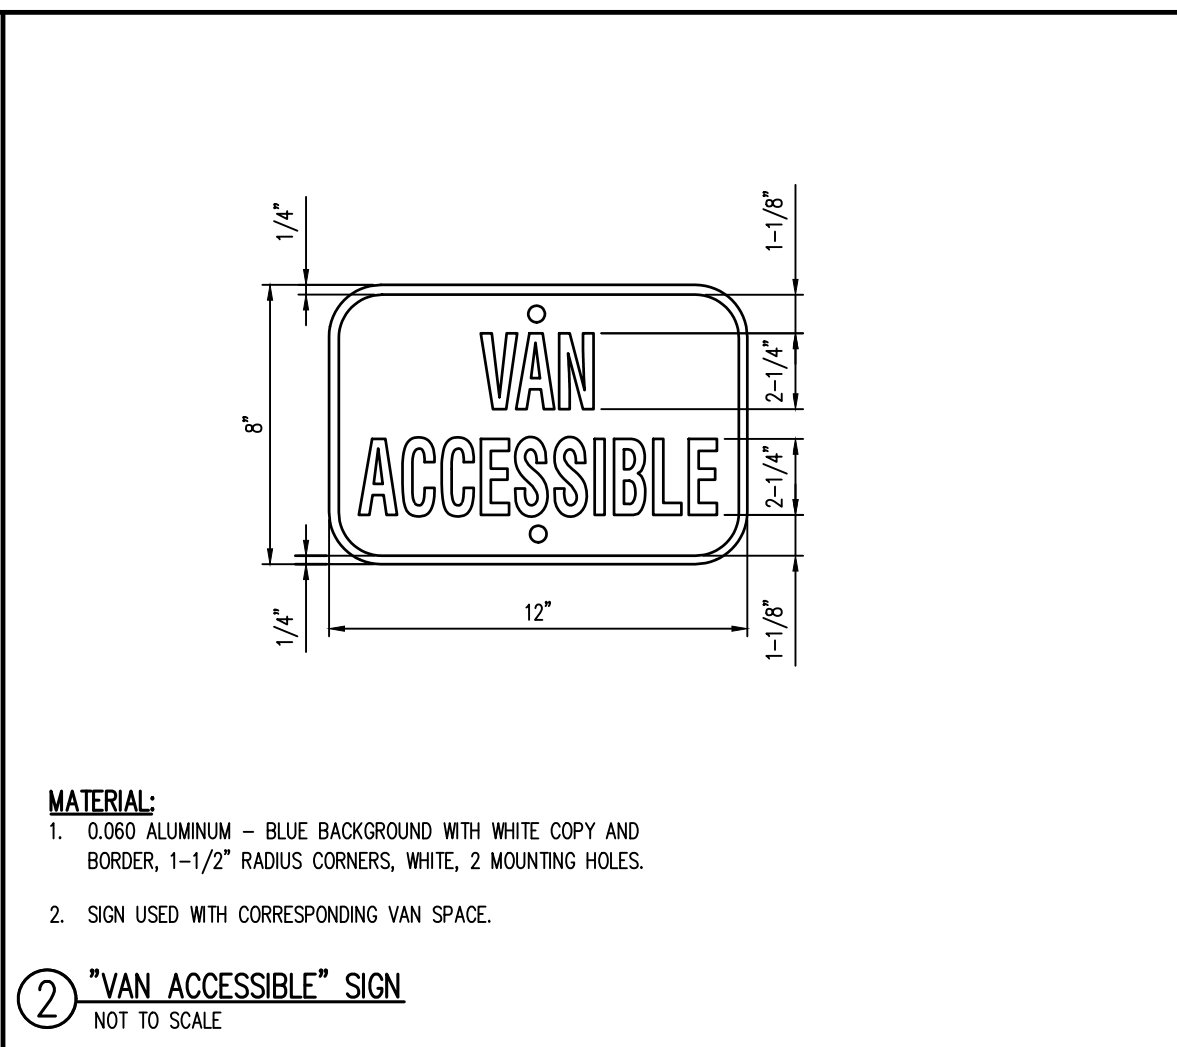 1/4"
1-1/8"
8"
VAN
2-1/4"
ACCESSIBLE
2-1/4"
1/4"
12"
1-1/8"
MATERIAL:
1. 0.060 ALUMINUM – BLUE BACKGROUND WITH WHITE COPY AND
BORDER, 1-1/2" RADIUS CORNERS, WHITE, 2 MOUNTING HOLES.
2. SIGN USED WITH CORRESPONDING VAN SPACE.
2 "VAN ACCESSIBLE" SIGN
NOT TO SCALE